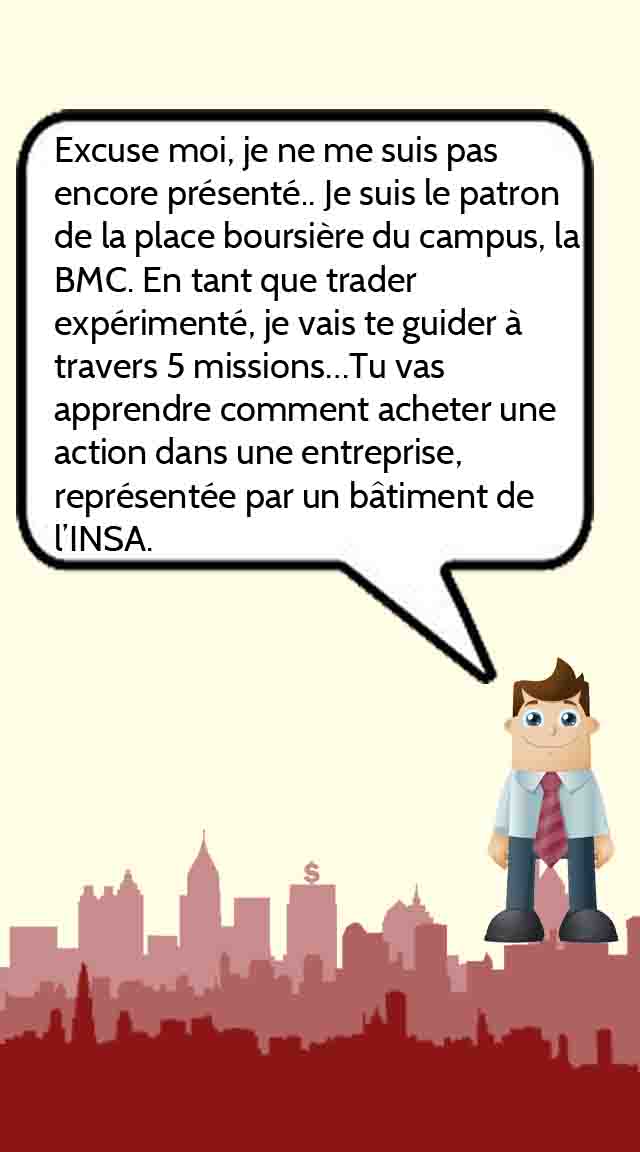 Excuse moi, je ne me suis pas
encore présenté.. Je suis le patron
de la place boursière du campus, la
BMC. En tant que trader
expérimenté, je vais te guider à
travers 5 missions...Tu vas
apprendre comment acheter une
action dans une entreprise,
représentée par un bâtiment de
l'INSA.
$